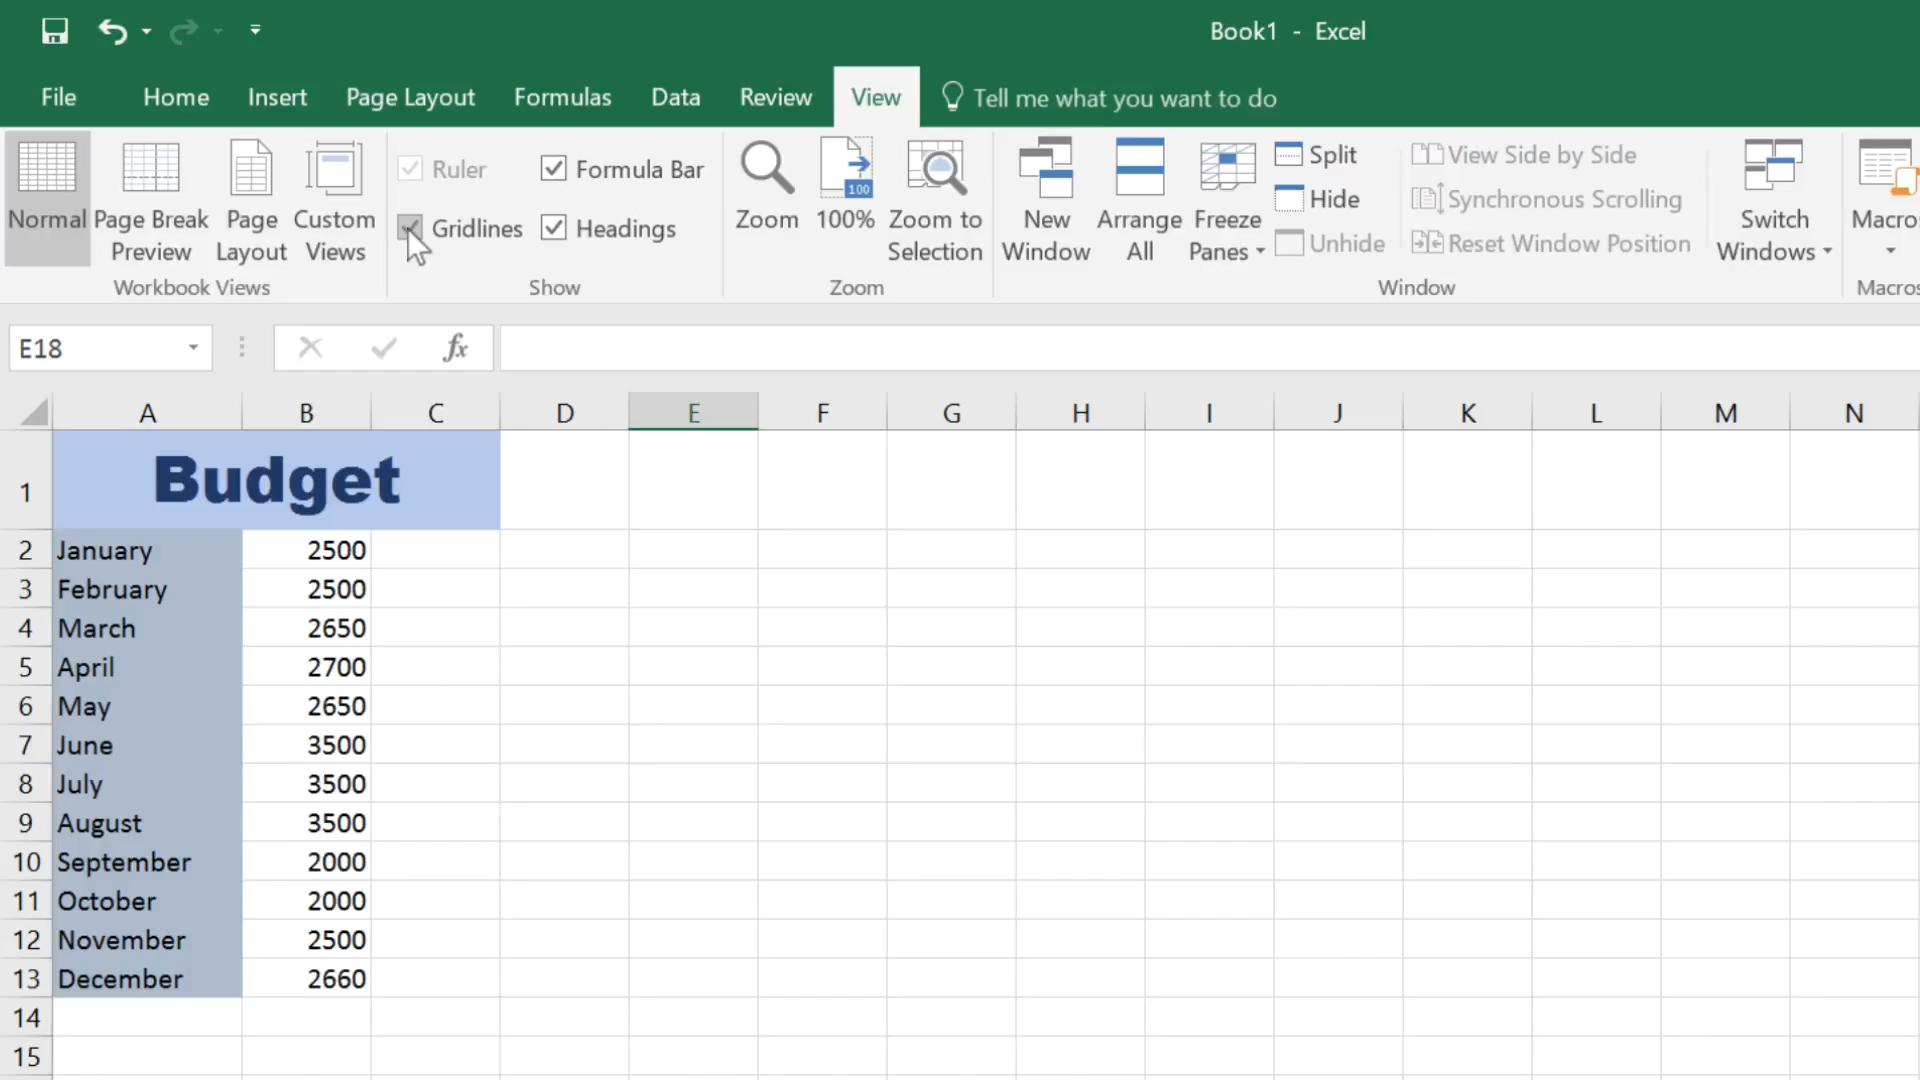 Book1 - Excel
File Home Insert Page Layout Formulas Data Review View Tell me what you want to do
Normal
Page Break Preview
Page Layout
Custom Views
Workbook Views
Ruler
Formula Bar
Gridlines
Headings
Show
Zoom
100
100%
Zoom to Selection
Zoom
New Window
Arrange All
Freeze Panes
Split
Hide
Unhide
View Side by Side
Synchronous Scrolling
Reset Window Position
Switch Windows
Window
Macros
E18
fx
A B C D E F G H I J K L M N
1 Budget
2 January 2500
3 February 2500
4 March 2650
5 April 2700
6 May 2650
7 June 3500
8 July 3500
9 August 3500
10 September 2000
11 October 2000
12 November 2500
13 December 2660
14
15